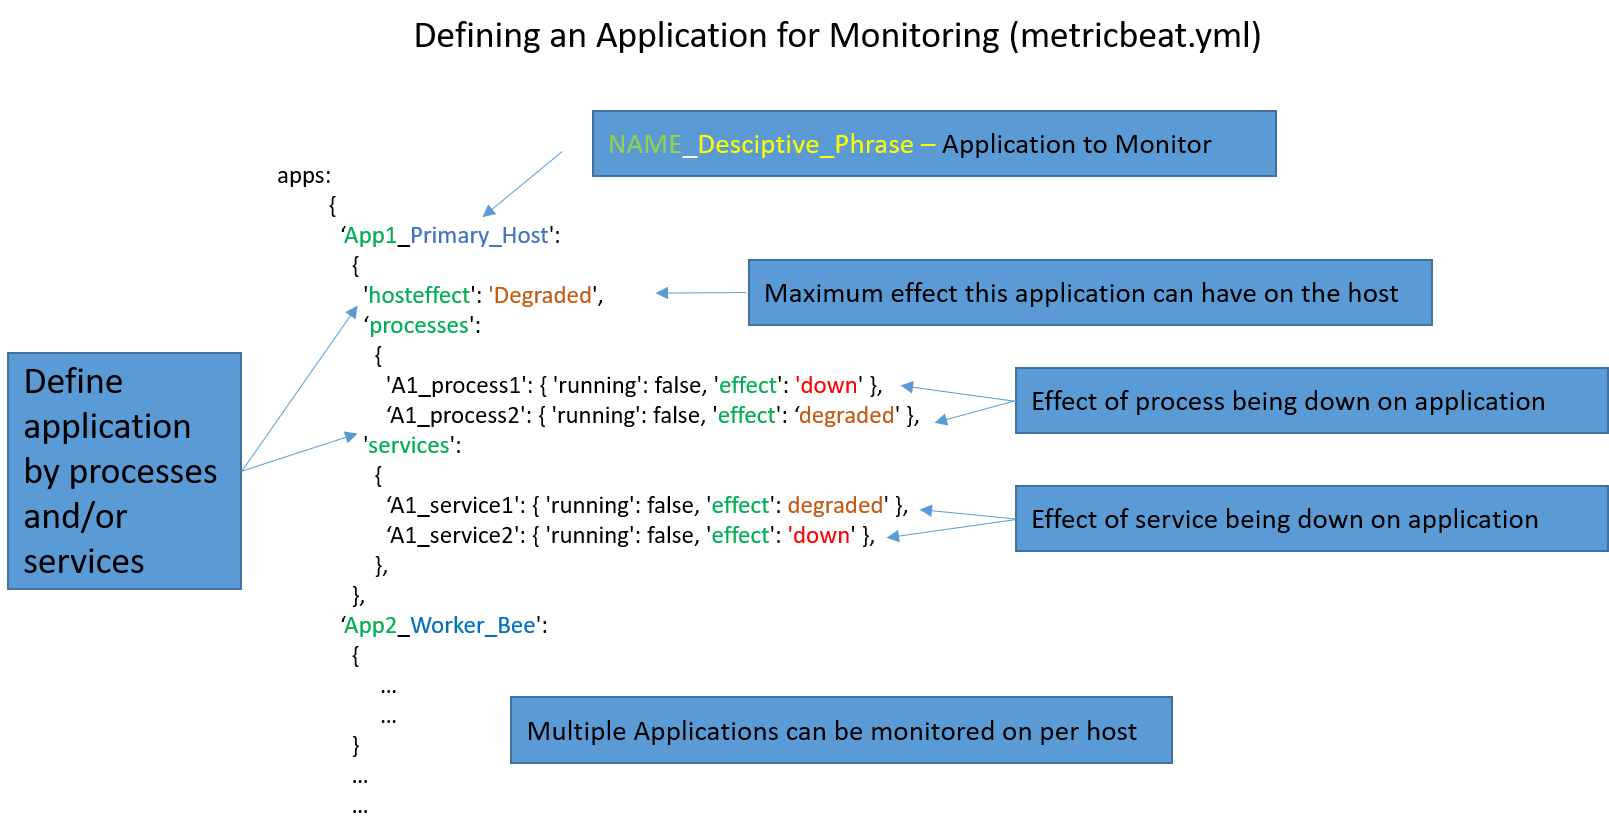 Defining an Application for Monitoring (metricbeat.yml)
NAME_Desciptive_Phrase – Application to Monitor
apps:
{
‘App1_Primary_Host':
{
'hosteffect': 'Degraded',
Maximum effect this application can have on the host
‘processes':
{
'A1_process1': { 'running': false, 'effect': 'down' },
‘A1_process2': { 'running': false, 'effect': ‘degraded' },
Effect of process being down on application
Define
application
by processes
and/or
services
'services':
{
‘A1_service1': { 'running': false, 'effect': degraded' },
‘A1_service2': { 'running': false, 'effect': 'down' },
Effect of service being down on application
},
},
‘App2_Worker_Bee':
{
...
...
}
...
...
Multiple Applications can be monitored on per host